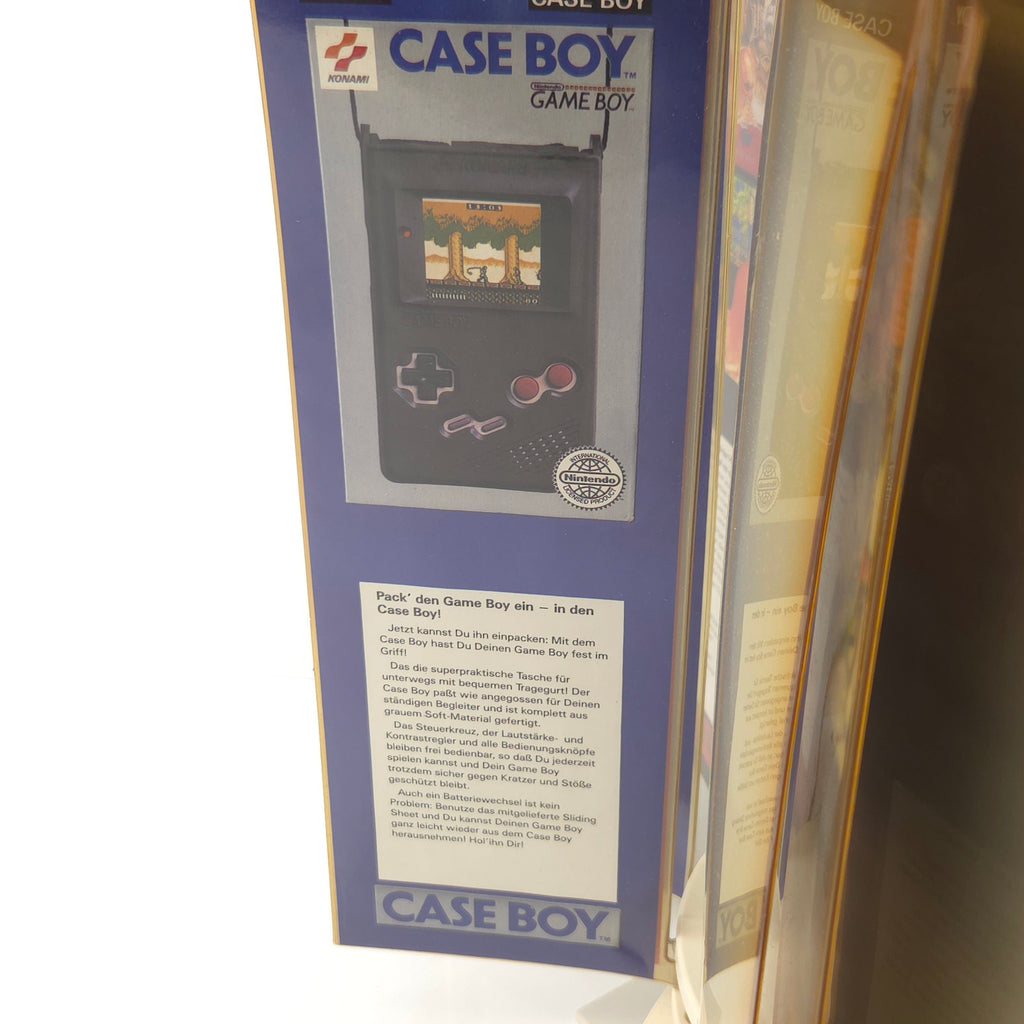 CASE BOY
KONAMI
CASE BOY™
Nintendo
GAME BOY™
INTERNATIONAL
Nintendo
LICENSED PRODUCT
Pack’ den Game Boy ein – in den
Case Boy!
Jetzt kannst Du ihn einpacken: Mit dem
Case Boy hast Du Deinen Game Boy fest im
Griff!
Das die superpraktische Tasche für
unterwegs mit bequemen Tragegurt! Der
Case Boy paßt wie angegossen für Deinen
ständigen Begleiter und ist komplett aus
grauem Soft-Material gefertigt.
Das Steuerkreuz, der Lautstärke- und
Kontrastregler und alle Bedienungsknöpfe
bleiben frei bedienbar, so daß Du jederzeit
spielen kannst und Dein Game Boy
trotzdem sicher gegen Kratzer und Stöße
geschützt bleibt.
Auch ein Batteriewechsel ist kein
Problem: Benutze das mitgelieferte Sliding
Sheet und Du kannst Deinen Game Boy
ganz leicht wieder aus dem Case Boy
herausnehmen! Hol’ihn Dir!
CASE BOY™